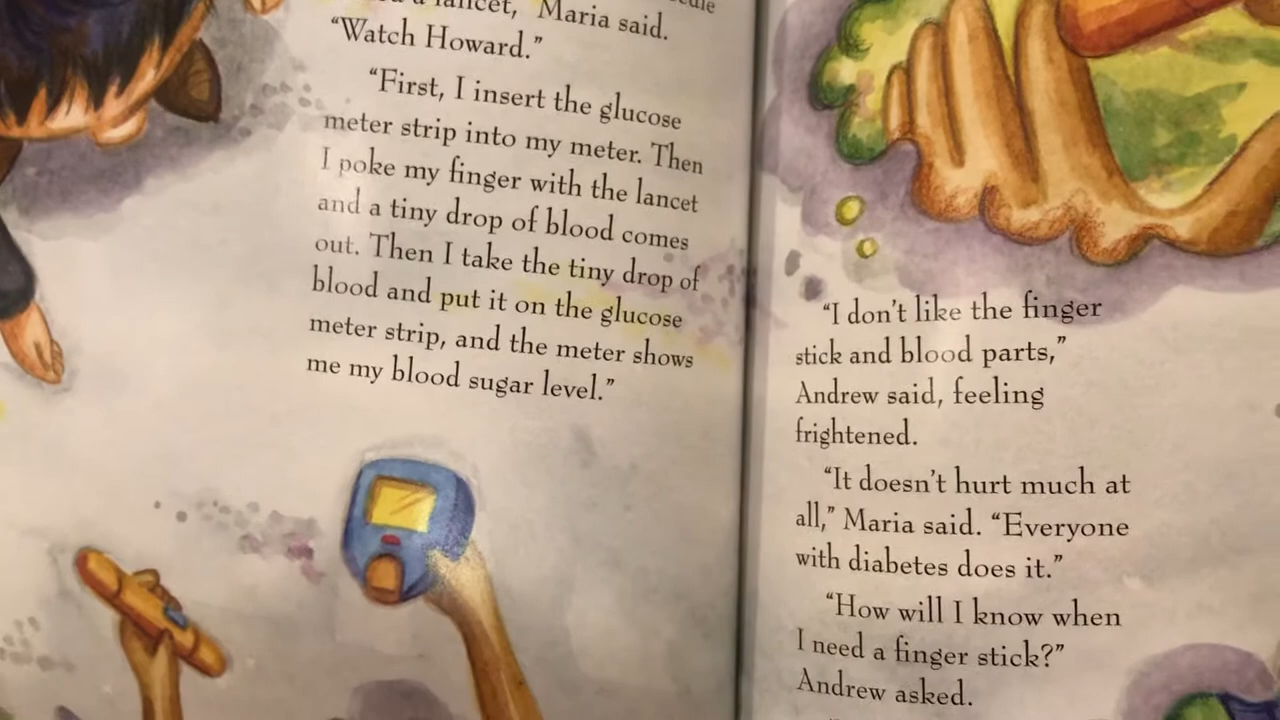 lancet," Maria said.
"Watch Howard."
"First, I insert the glucose
meter strip into my meter. Then
I poke my finger with the lancet
and a tiny drop of blood comes
out. Then I take the tiny drop of
blood and put it on the glucose
meter strip, and the meter shows
me my blood sugar level."
"I don't like the finger
stick and blood parts,"
Andrew said, feeling
frightened.
"It doesn't hurt much at
all," Maria said. "Everyone
with diabetes does it."
"How will I know when
I need a finger stick?"
Andrew asked.